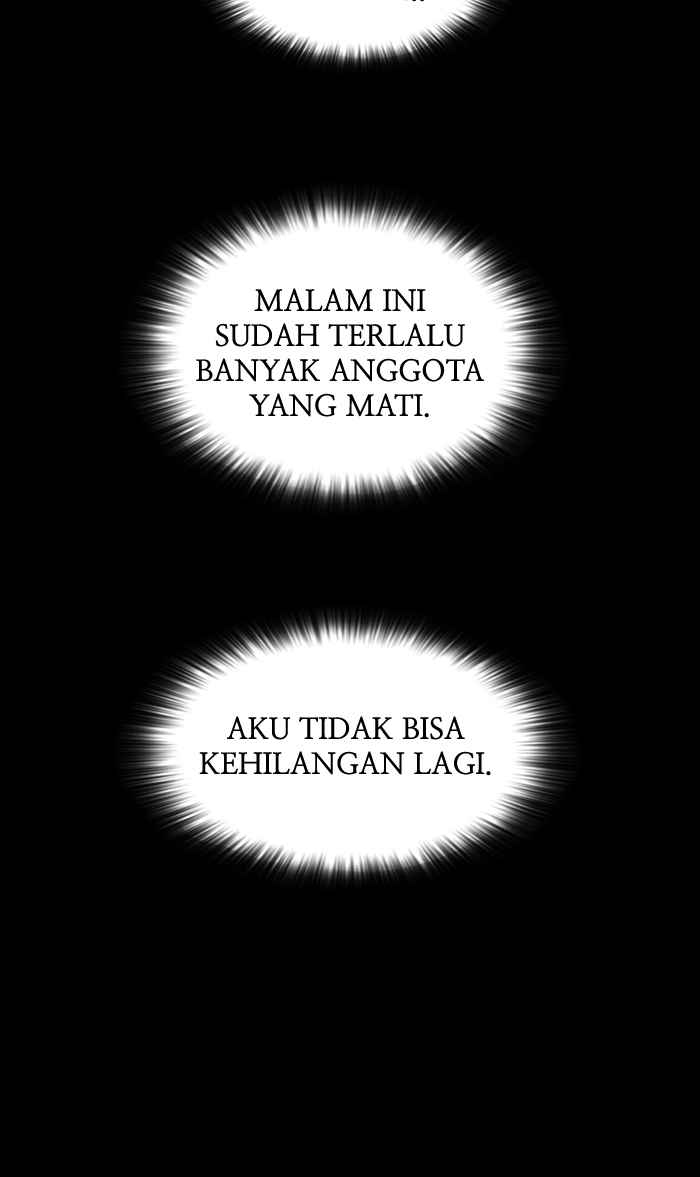 MALAM INI
SUDAH TERLALU
BANYAK ANGGOTA
YANG MATI.
AKU TIDAK BISA
KEHILANGAN LAGI.